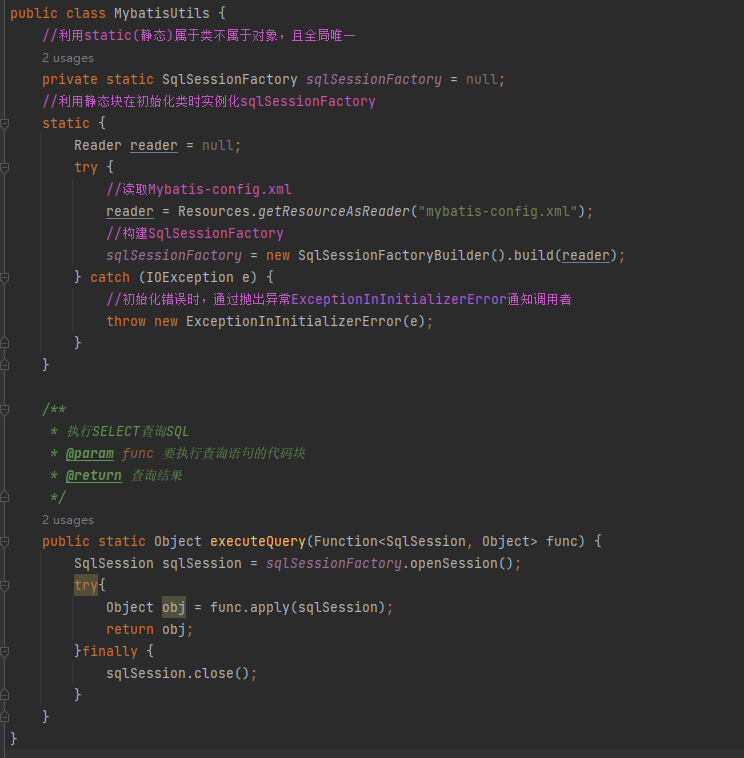 public class MybatisUtils {
    //利用static(静态)属于类不属于对象，且全局唯一
    2 usages
    private static SqlSessionFactory sqlSessionFactory = null;
    //利用静态块在初始化类时实例化sqlSessionFactory
    static {
        Reader reader = null;
        try {
            //读取Mybatis-config.xml
            reader = Resources.getResourceAsReader("mybatis-config.xml");
            //构建SqlSessionFactory
            sqlSessionFactory = new SqlSessionFactoryBuilder().build(reader);
        } catch (IOException e) {
            //初始化错误时，通过抛出异常ExceptionInInitializerError通知调用者
            throw new ExceptionInInitializerError(e);
        }
    }
    /**
     * 执行SELECT查询SQL
     * @param func 要执行查询语句的代码块
     * @return 查询结果
     */
    2 usages
    public static Object executeQuery(Function<SqlSession, Object> func) {
        SqlSession sqlSession = sqlSessionFactory.openSession();
        try{
            Object obj = func.apply(sqlSession);
            return obj;
        }finally {
            sqlSession.close();
        }
    }
}